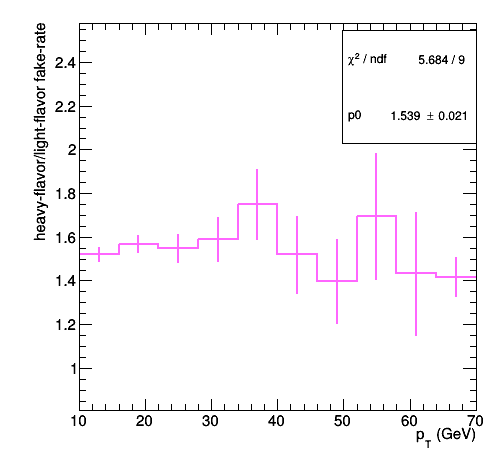 heavy-flavor/light-flavor fake-rate
χ² / ndf 5.684 / 9
p0 1.539 ± 0.021
2.4
2.2
2
1.8
1.6
1.4
1.2
1
10 20 30 40 50 60 70
p_T (GeV)